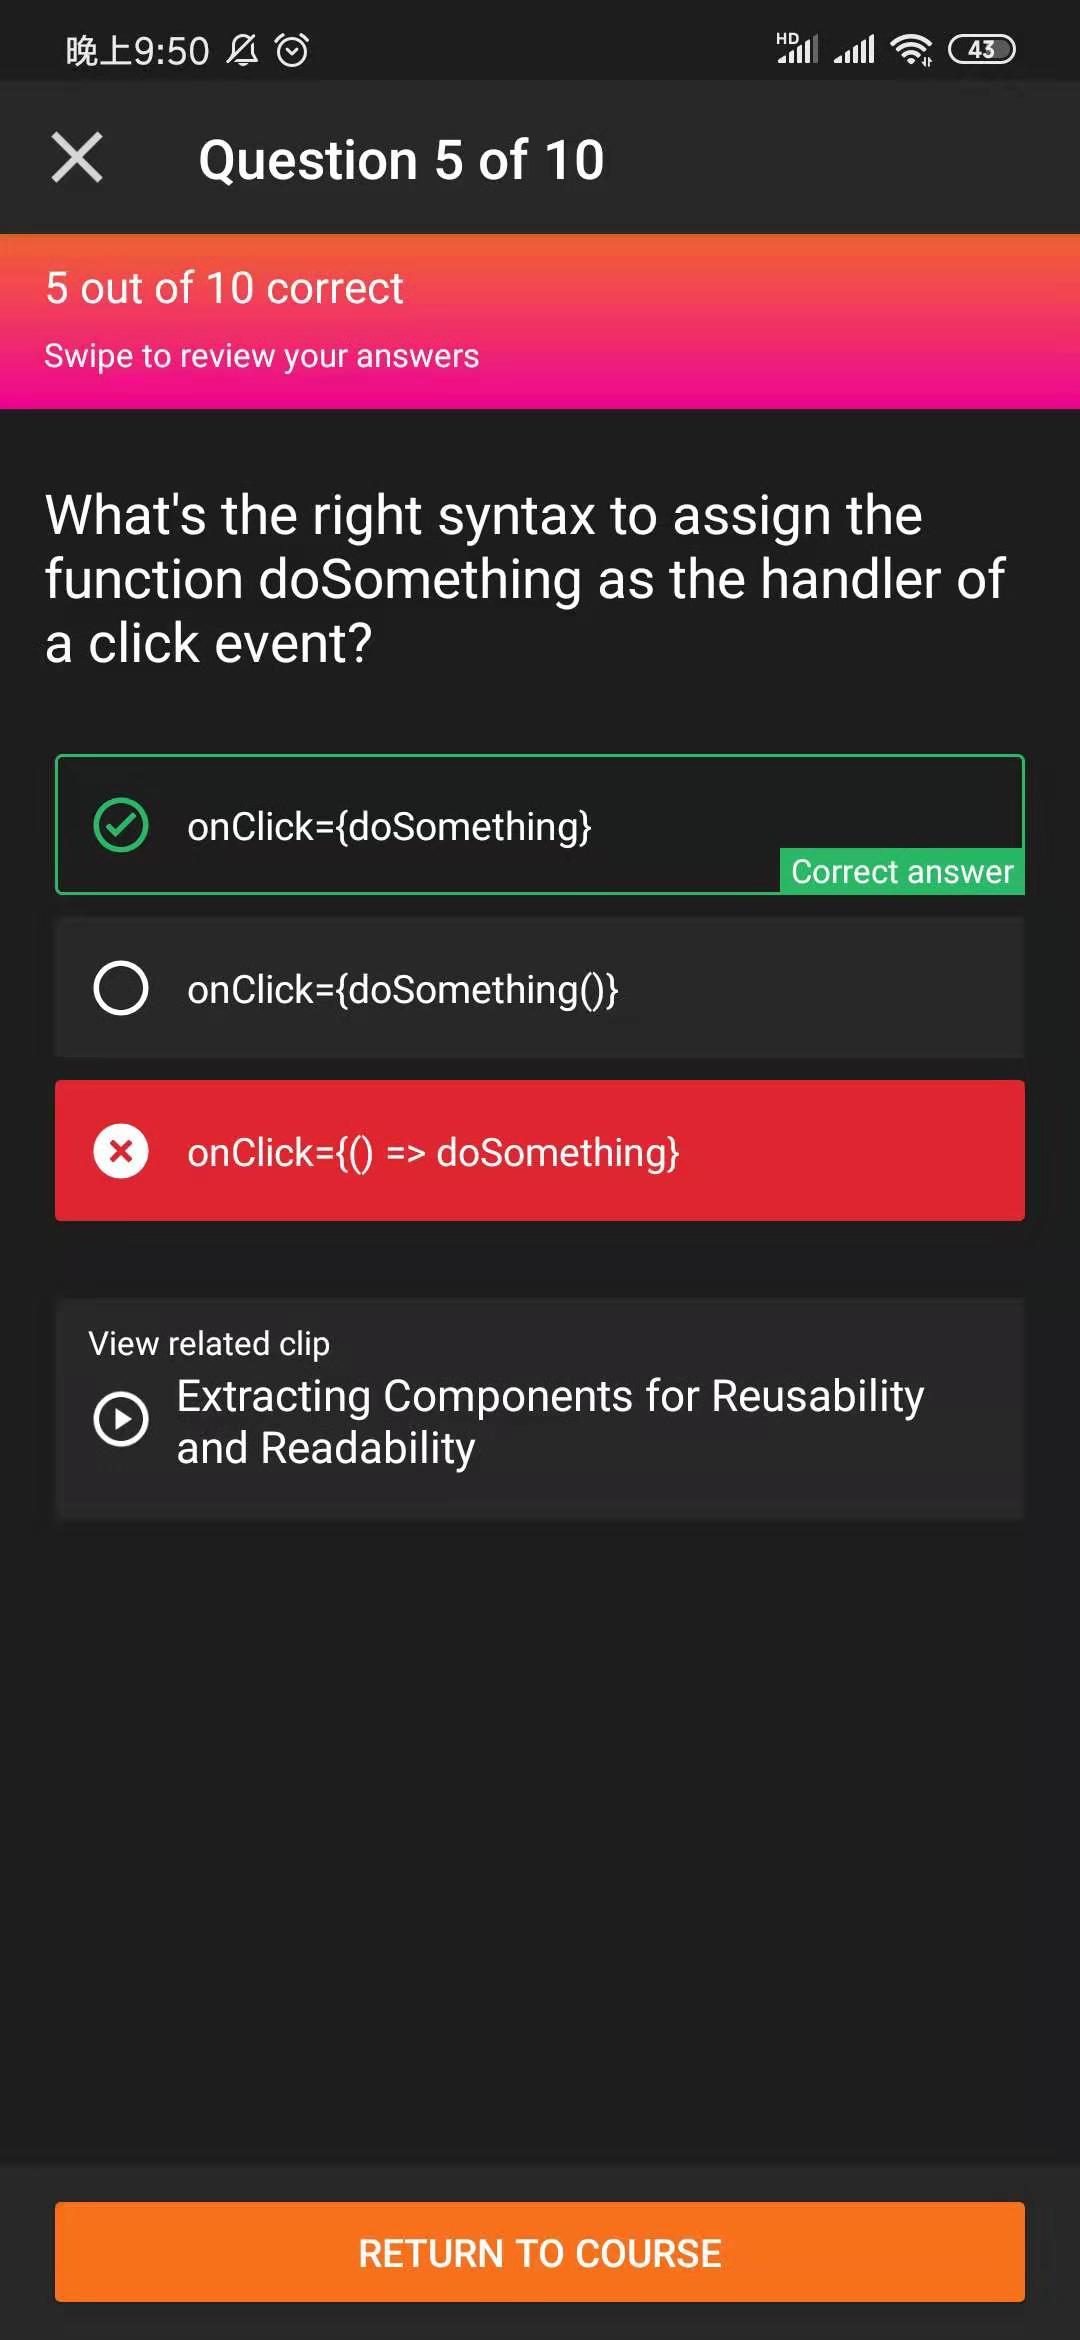 晚上9:50
HD
43
Question 5 of 10
5 out of 10 correct
Swipe to review your answers
What's the right syntax to assign the
function doSomething as the handler of
a click event?
onClick={doSomething}
Correct answer
onClick={doSomething()}
onClick={() => doSomething}
View related clip
Extracting Components for Reusability
and Readability
RETURN TO COURSE